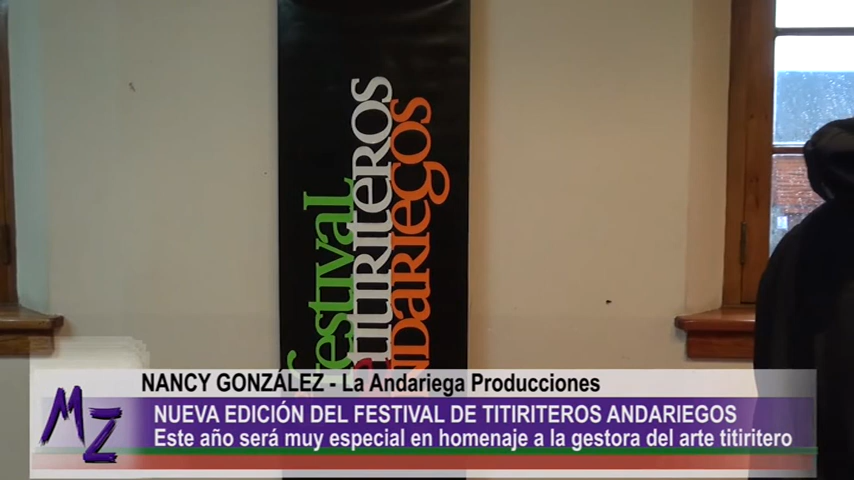 festival
titiriteros
andariegos
NANCY GONZÁLEZ - La Andariega Producciones
MZ
NUEVA EDICIÓN DEL FESTIVAL DE TITIRITEROS ANDARIEGOS
Este año será muy especial en homenaje a la gestora del arte titiritero